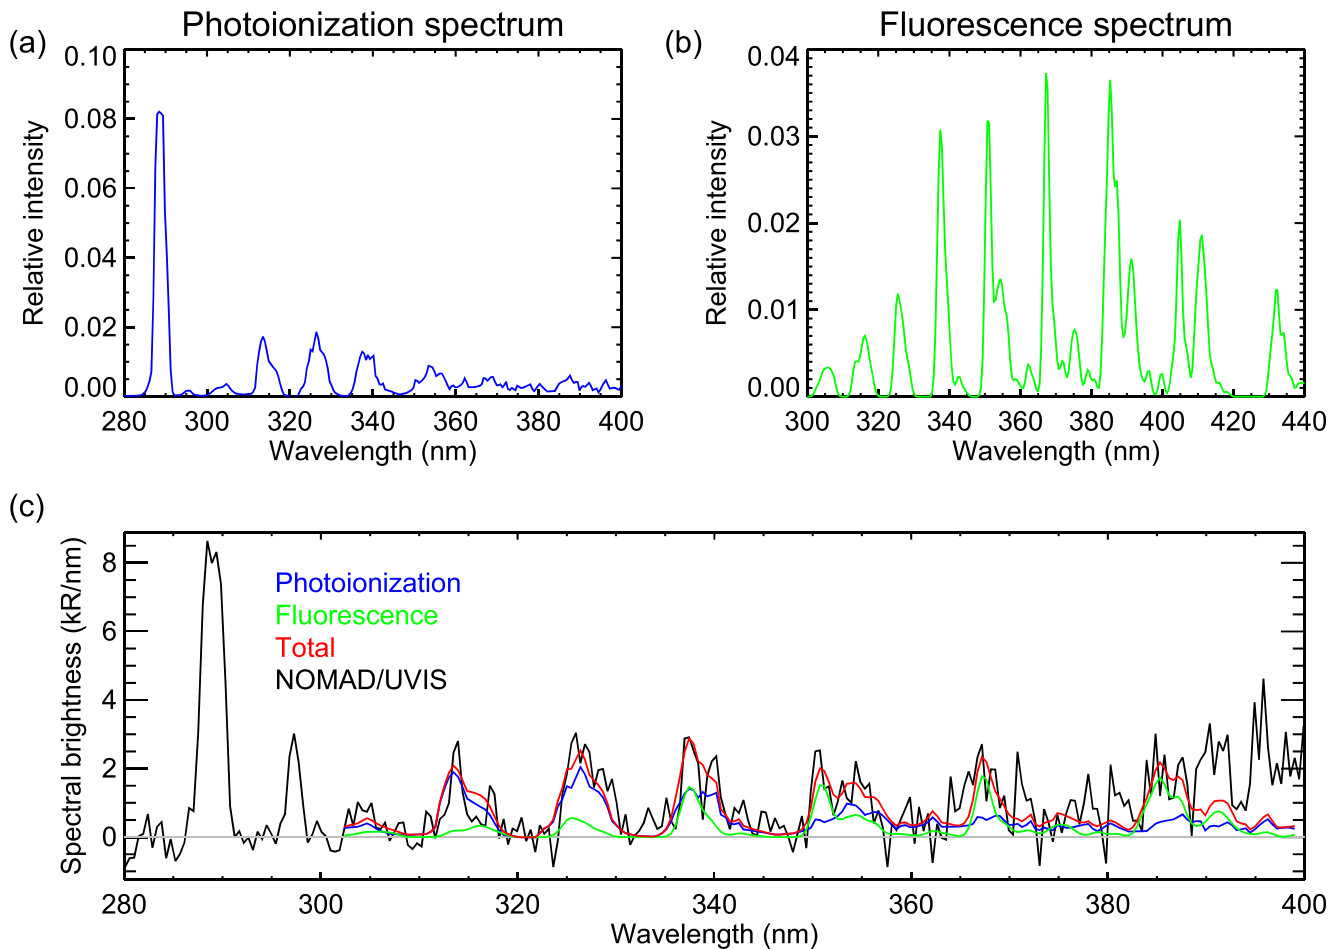 (a) Photoionization spectrum
0.10
0.08
0.06
0.04
0.02
0.00
Relative intensity
280 300 320 340 360 380 400
Wavelength (nm)
(b) Fluorescence spectrum
0.04
0.03
0.02
0.01
0.00
Relative intensity
300 320 340 360 380 400 420 440
Wavelength (nm)
(c)
8
6
4
2
0
Spectral brightness (kR/nm)
Photoionization
Fluorescence
Total
NOMAD/UVIS
280 300 320 340 360 380 400
Wavelength (nm)